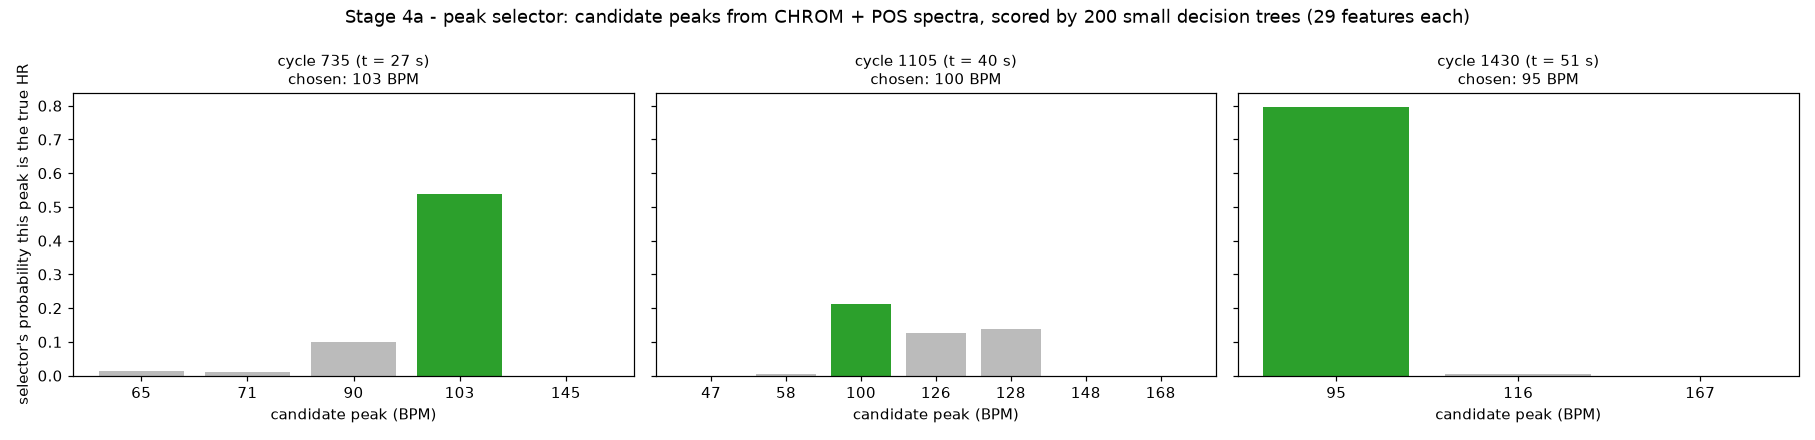 Stage 4a - peak selector: candidate peaks from CHROM + POS spectra, scored by 200 small decision trees (29 features each)
selector's probability this peak is the true HR
cycle 735 (t = 27 s)
chosen: 103 BPM
0.8
0.7
0.6
0.5
0.4
0.3
0.2
0.1
0.0
65 71 90 103 145
candidate peak (BPM)
cycle 1105 (t = 40 s)
chosen: 100 BPM
47 58 100 126 128 148 168
candidate peak (BPM)
cycle 1430 (t = 51 s)
chosen: 95 BPM
95 116 167
candidate peak (BPM)